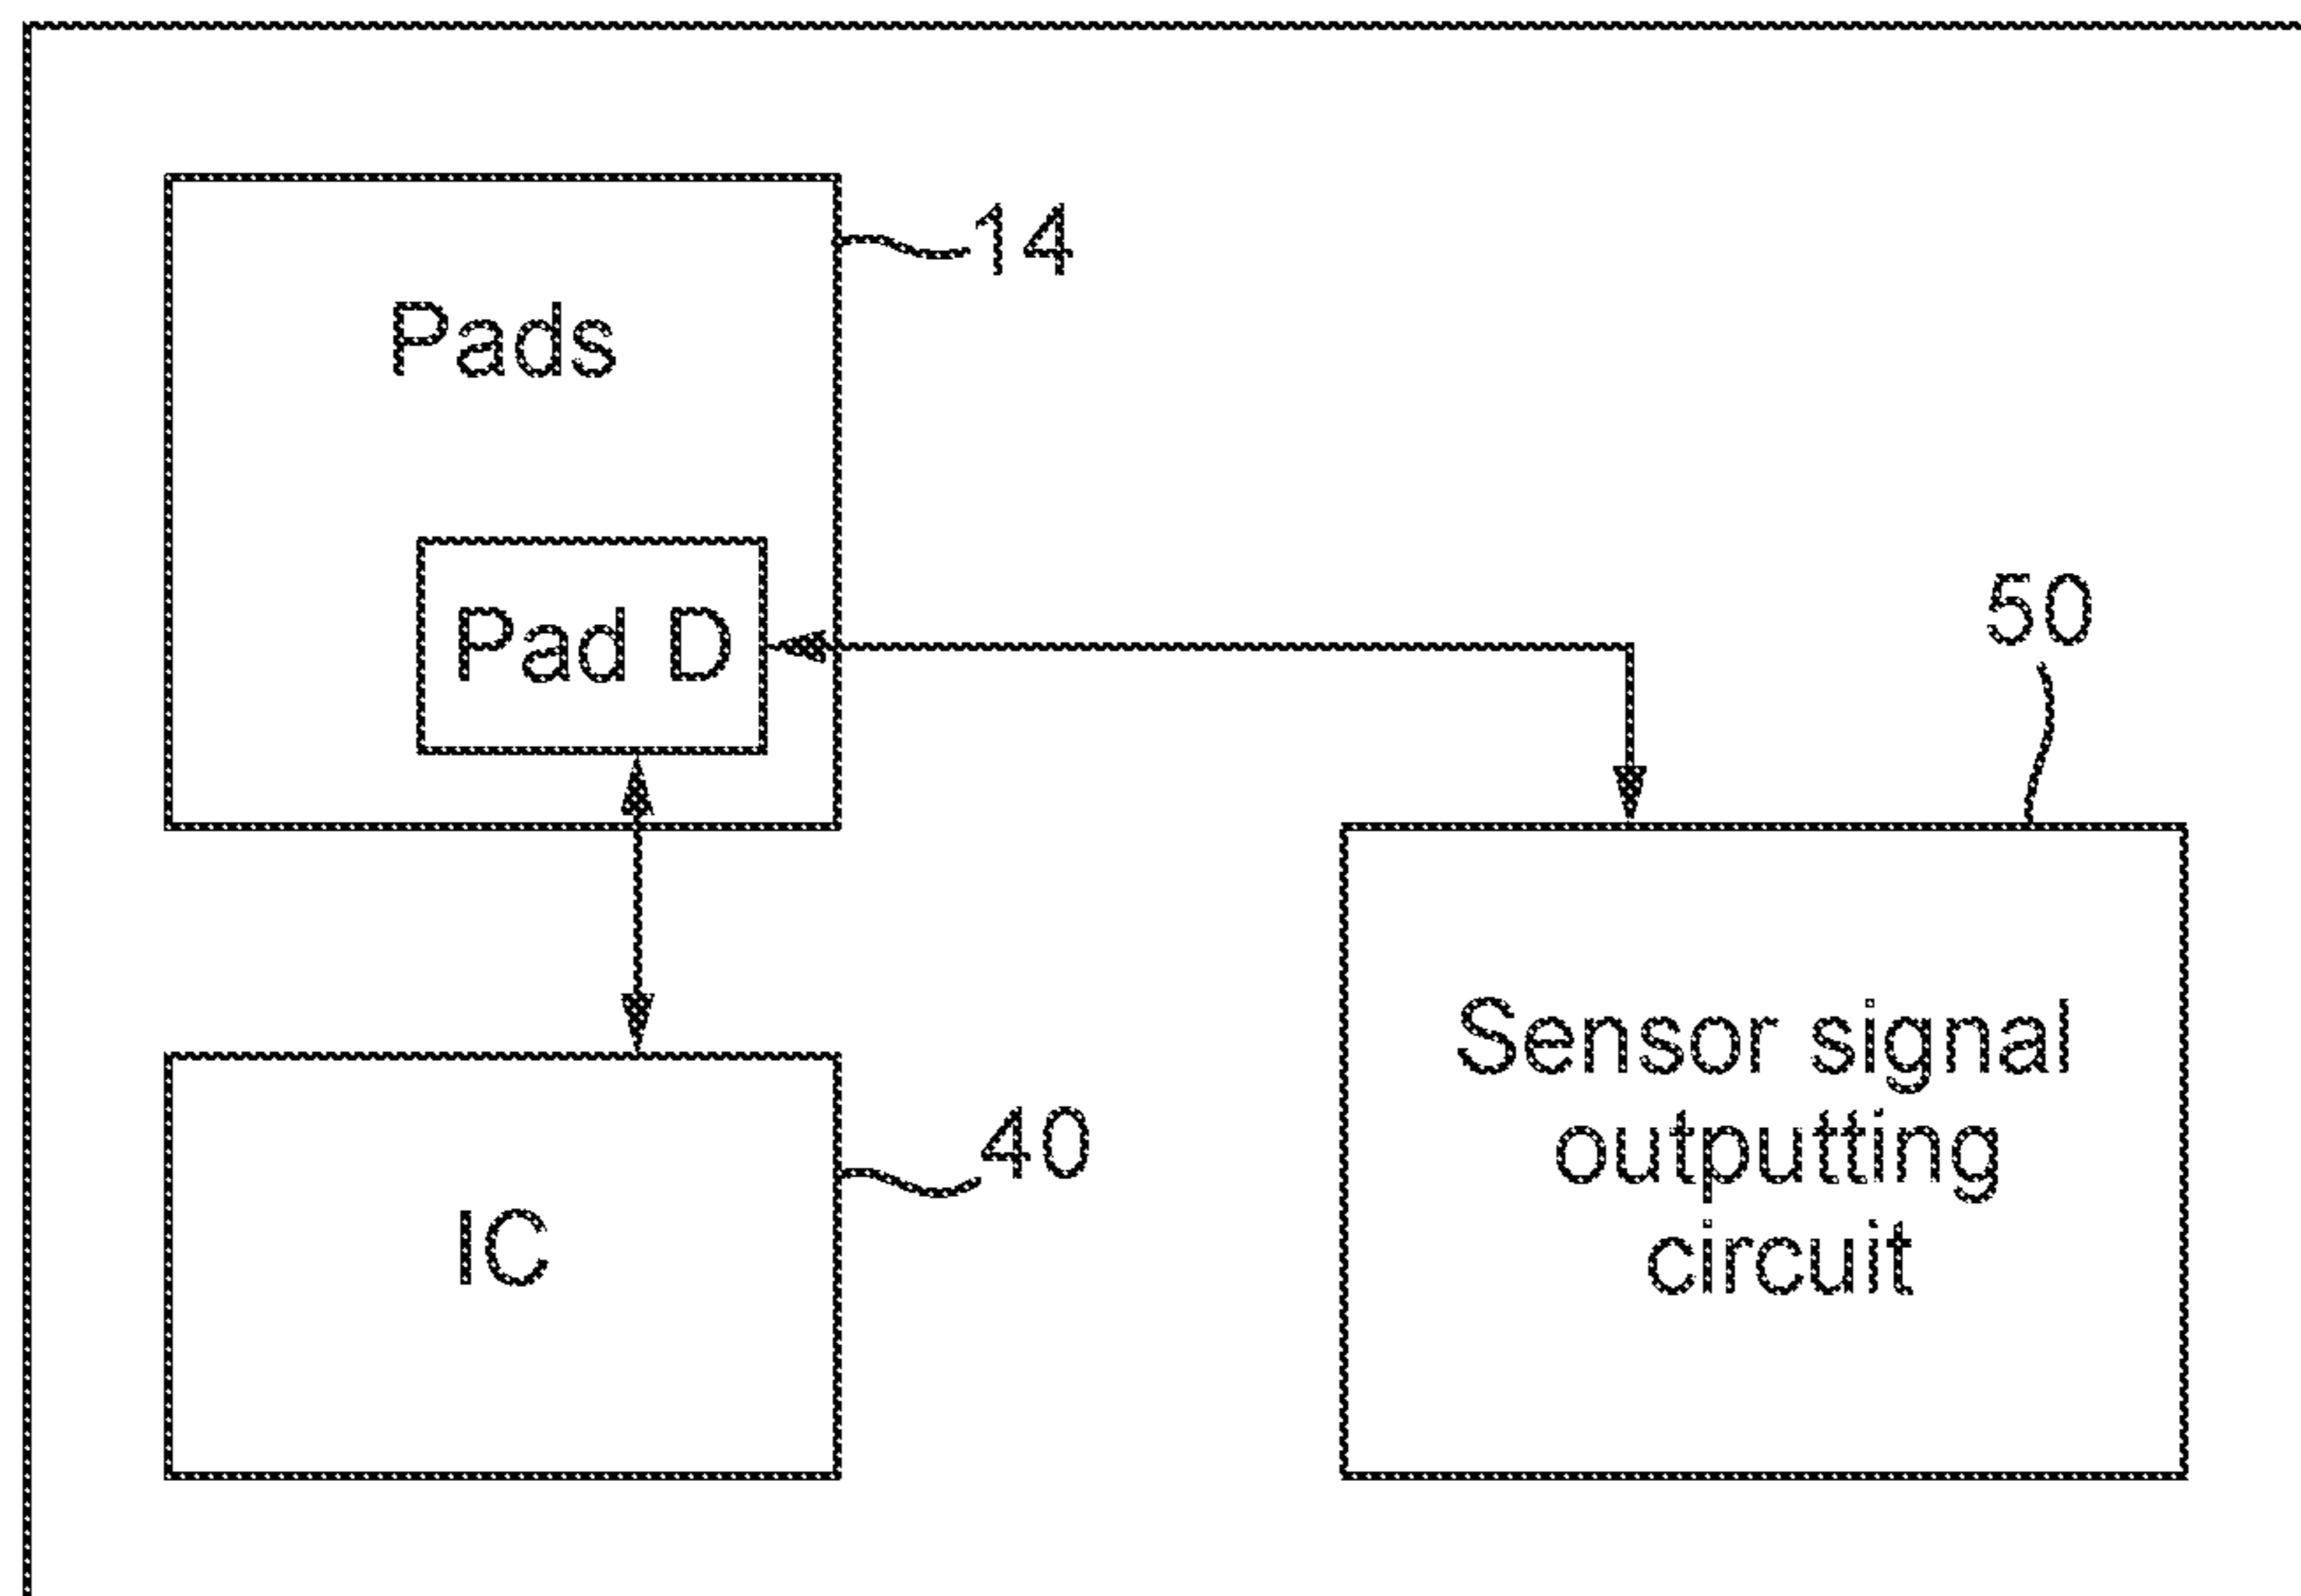 14
Pads
Pad D
50
Sensor signal
outputting
circuit
40
IC